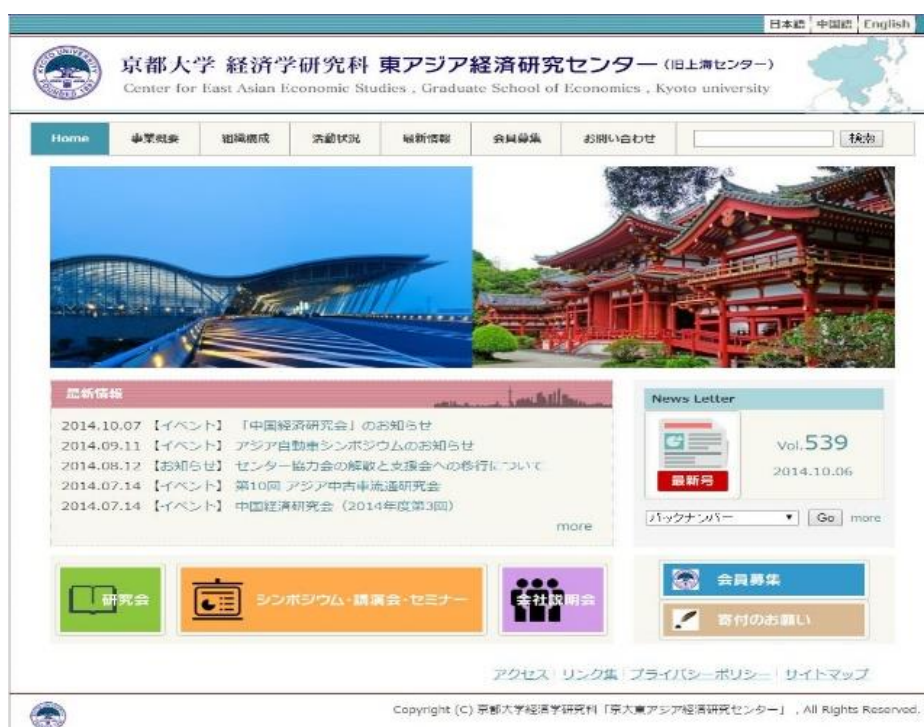 日本語 中国語 English
京都大学 経済学研究科 東アジア経済研究センター (旧上海センター)
Center for East Asian Economic Studies , Graduate School of Economics , Kyoto university
Home 事業概要 組織構成 活動状況 最新情報 会員募集 お問い合わせ 検索
最新情報
2014.10.07 【イベント】 「中国経済研究会」のお知らせ
2014.09.11 【イベント】 アジア自動車シンポジウムのお知らせ
2014.08.12 【お知らせ】 センター協力会の解散と支援会への移行について
2014.07.14 【イベント】 第10回 アジア中古車流通研究会
2014.07.14 【イベント】 中国経済研究会（2014年度第3回）
more
News Letter
Vol.539
2014.10.06
最新号
バックナンバー Go more
研究会
シンポジウム・講演会・セミナー
会社説明会
会員募集
寄付のお願い
アクセス リンク集 プライバシーポリシー サイトマップ
Copyright (C) 京都大学経済学研究科「京大東アジア経済研究センター」 , All Rights Reserved.